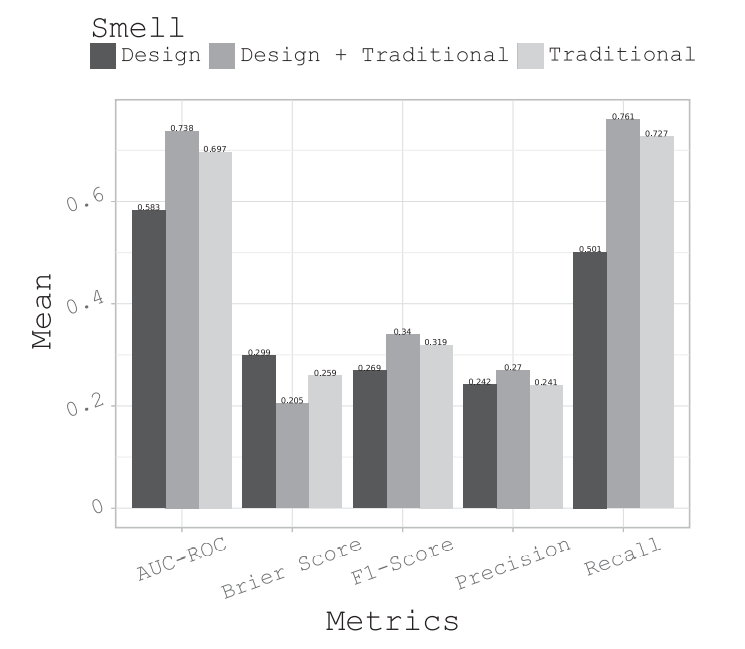 Smell
Design Design + Traditional Traditional
0.738 0.761
0.697 0.727
0.6
0.583
0.501
Mean
0.4
0.34
0.299 0.319
0.259 0.269 0.27
0.242 0.241
0.2
0.205
0
AUC-ROC Brier Score F1-Score Precision Recall
Metrics